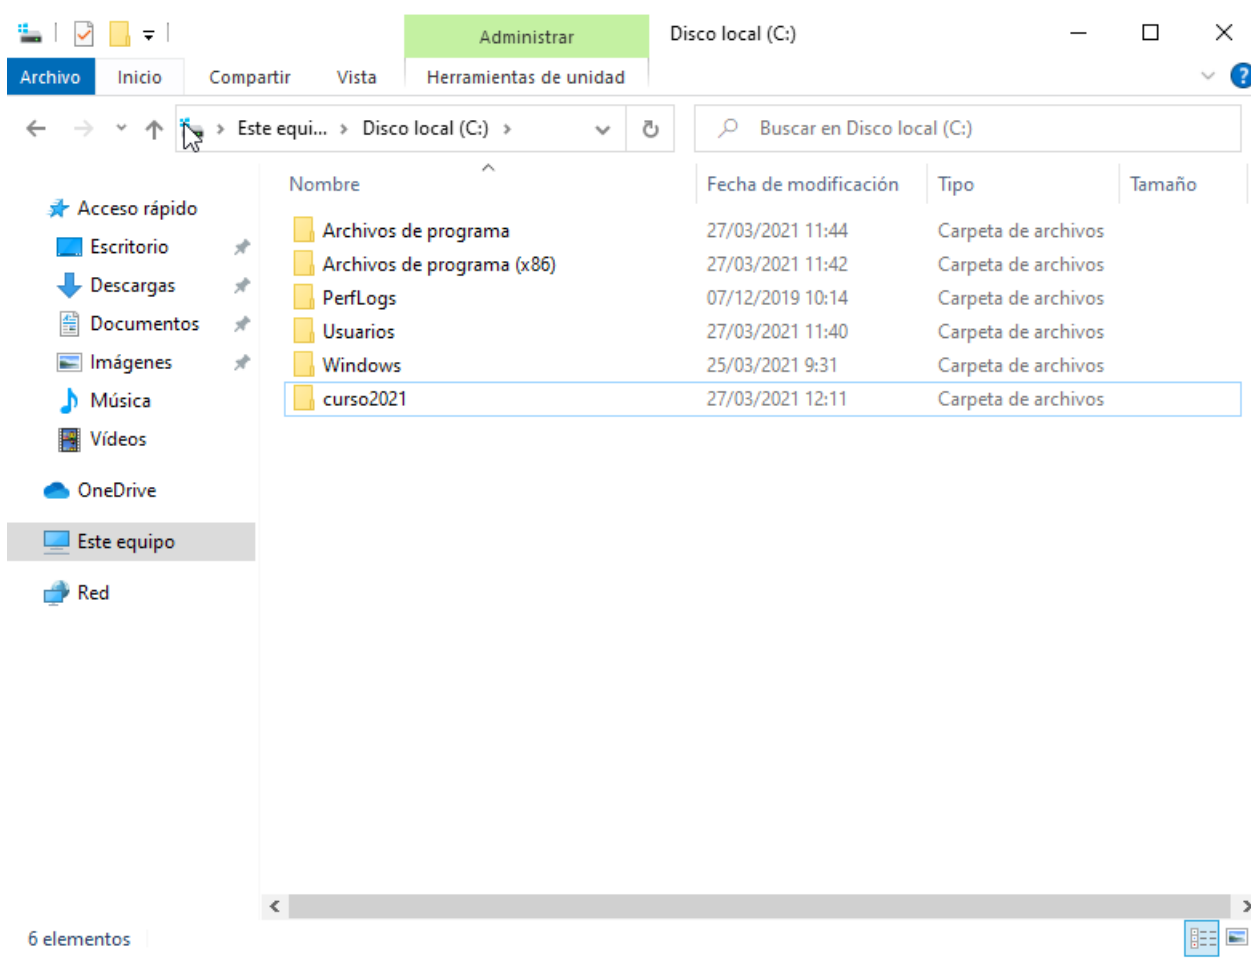 Administrar
Disco local (C:)
Archivo Inicio Compartir Vista Herramientas de unidad
Este equi... Disco local (C:)
Buscar en Disco local (C:)
Nombre Fecha de modificación Tipo Tamaño
Acceso rápido
Escritorio
Descargas
Documentos
Imágenes
Música
Vídeos
OneDrive
Este equipo
Red
Archivos de programa 27/03/2021 11:44 Carpeta de archivos
Archivos de programa (x86) 27/03/2021 11:42 Carpeta de archivos
PerfLogs 07/12/2019 10:14 Carpeta de archivos
Usuarios 27/03/2021 11:40 Carpeta de archivos
Windows 25/03/2021 9:31 Carpeta de archivos
curso2021 27/03/2021 12:11 Carpeta de archivos
6 elementos